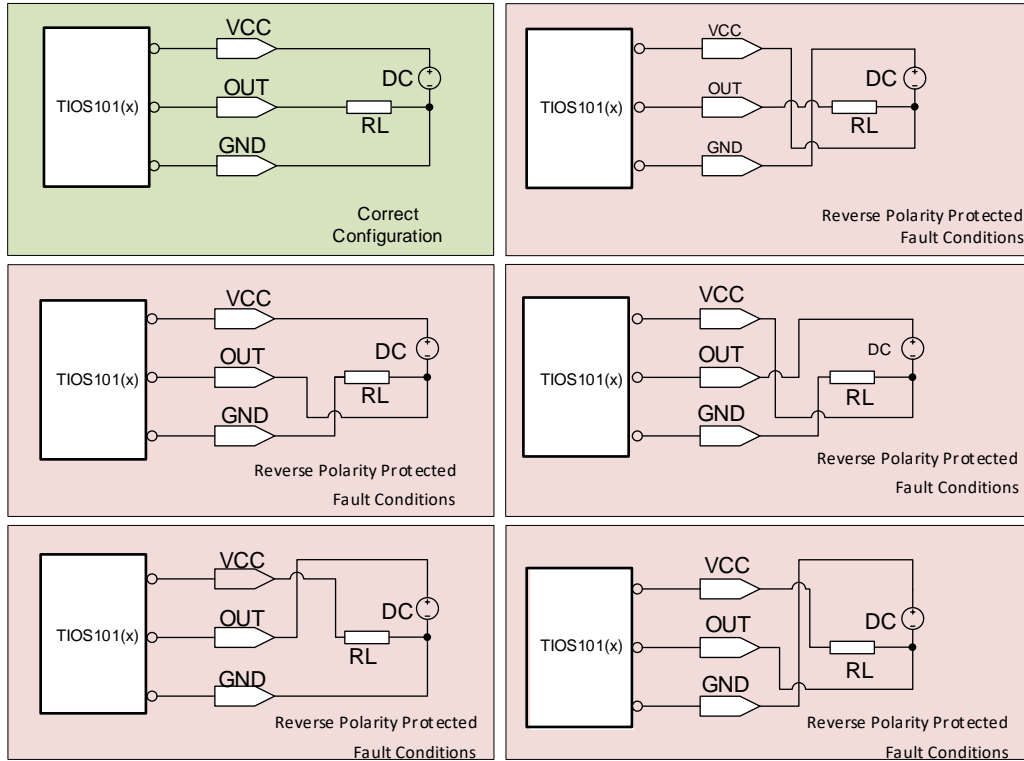 VCC
DC
OUT
TIOS101(x)
RL
GND
Correct
Configuration
VCC
DC
OUT
TIOS101(x)
RL
GND
Reverse Polarity Protected
Fault Conditions
VCC
DC
OUT
TIOS101(x)
RL
GND
Reverse Polarity Protected
Fault Conditions
VCC
DC
OUT
TIOS101(x)
RL
GND
Reverse Polarity Protected
Fault Conditions
VCC
DC
OUT
TIOS101(x)
RL
GND
Reverse Polarity Protected
Fault Conditions
VCC
DC
OUT
TIOS101(x)
RL
GND
Reverse Polarity Protected
Fault Conditions